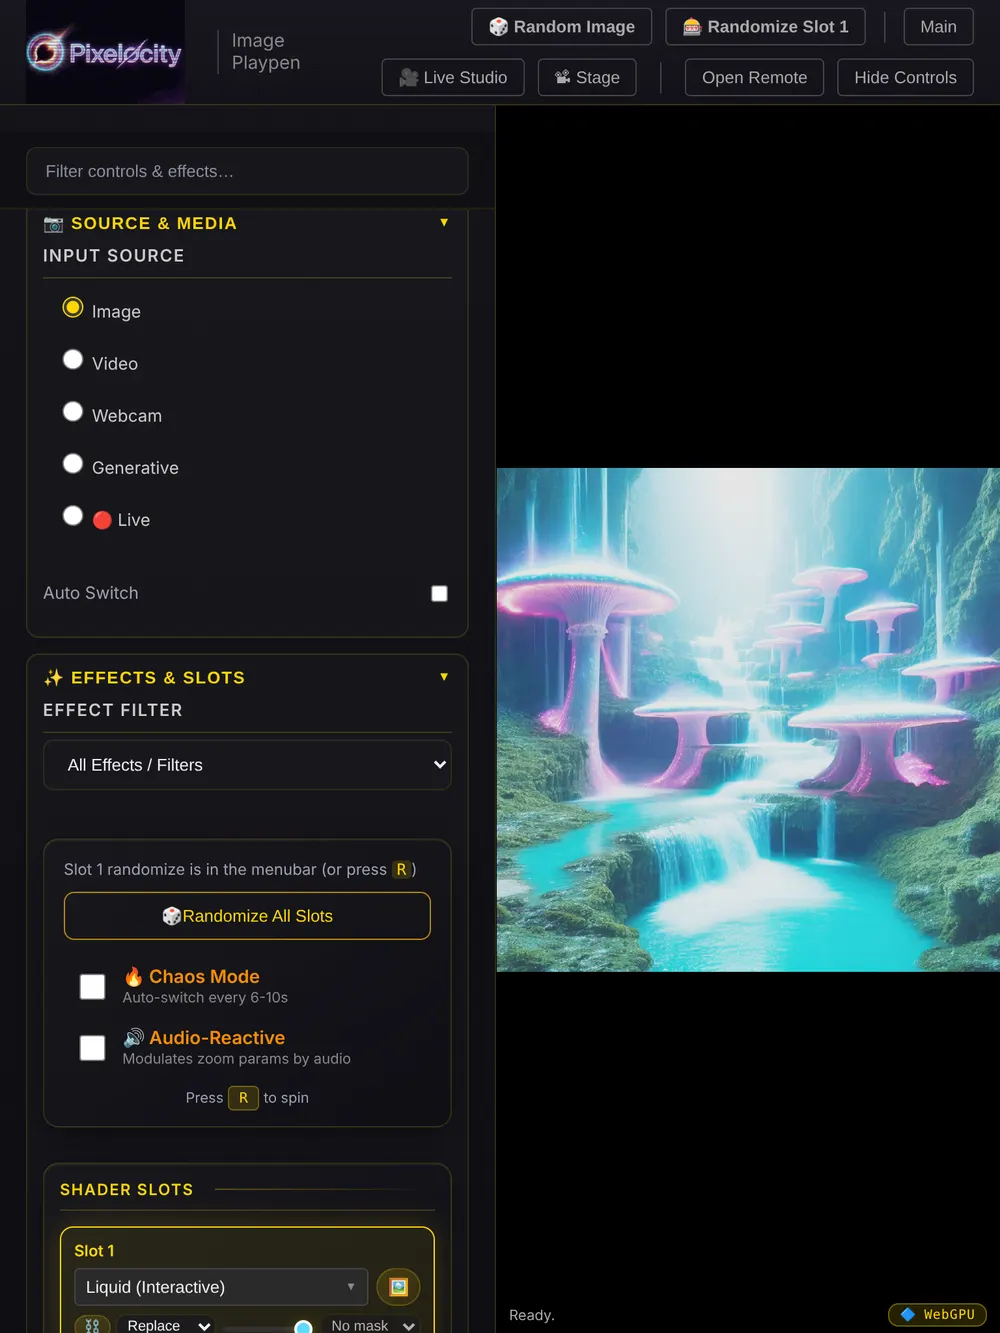 Pixelocity
Image
Playpen
🎲 Random Image
🎰 Randomize Slot 1
Main
🎥 Live Studio
📽 Stage
Open Remote
Hide Controls
Filter controls & effects…
📷 SOURCE & MEDIA ▼
INPUT SOURCE
Image
Video
Webcam
Generative
🔴 Live
Auto Switch
✨ EFFECTS & SLOTS ▼
EFFECT FILTER
All Effects / Filters
Slot 1 randomize is in the menubar (or press R)
🎲Randomize All Slots
🔥 Chaos Mode
Auto-switch every 6-10s
🔊 Audio-Reactive
Modulates zoom params by audio
Press R to spin
SHADER SLOTS
Slot 1
Liquid (Interactive) ▼
Replace
No mask
Ready.
🔷 WebGPU